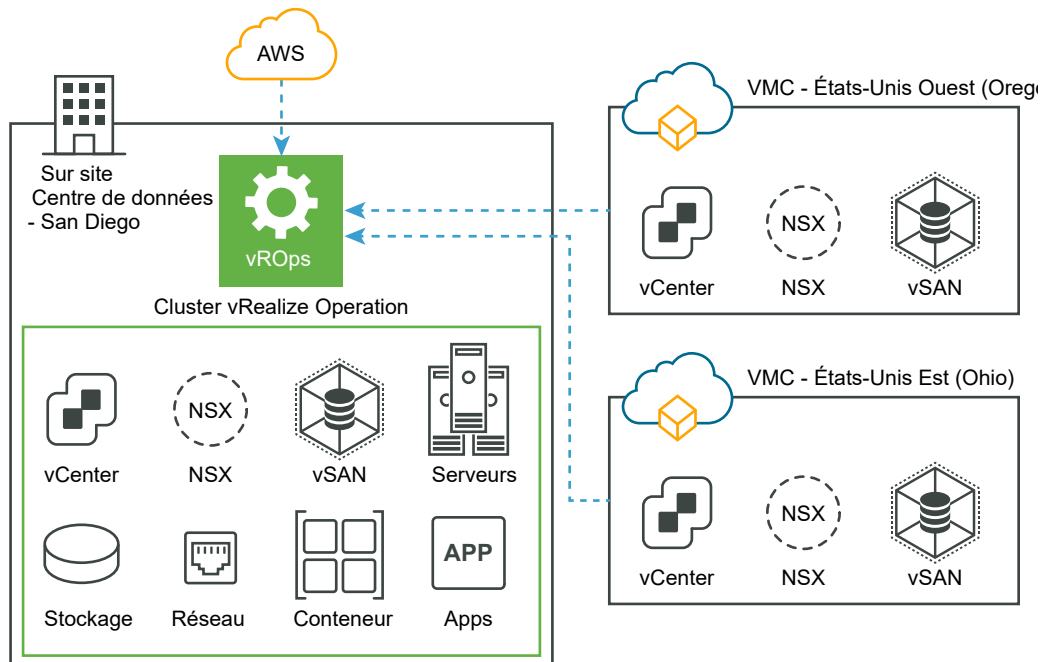 AWS
Sur site
Centre de données
- San Diego
vROps
Cluster vRealize Operation
NSX
vCenter
NSX
vSAN
Serveurs
APP
Stockage
Réseau
Conteneur
Apps
VMC - États-Unis Ouest (Orego
NSX
vCenter
NSX
vSAN
VMC - États-Unis Est (Ohio)
NSX
vCenter
NSX
vSAN